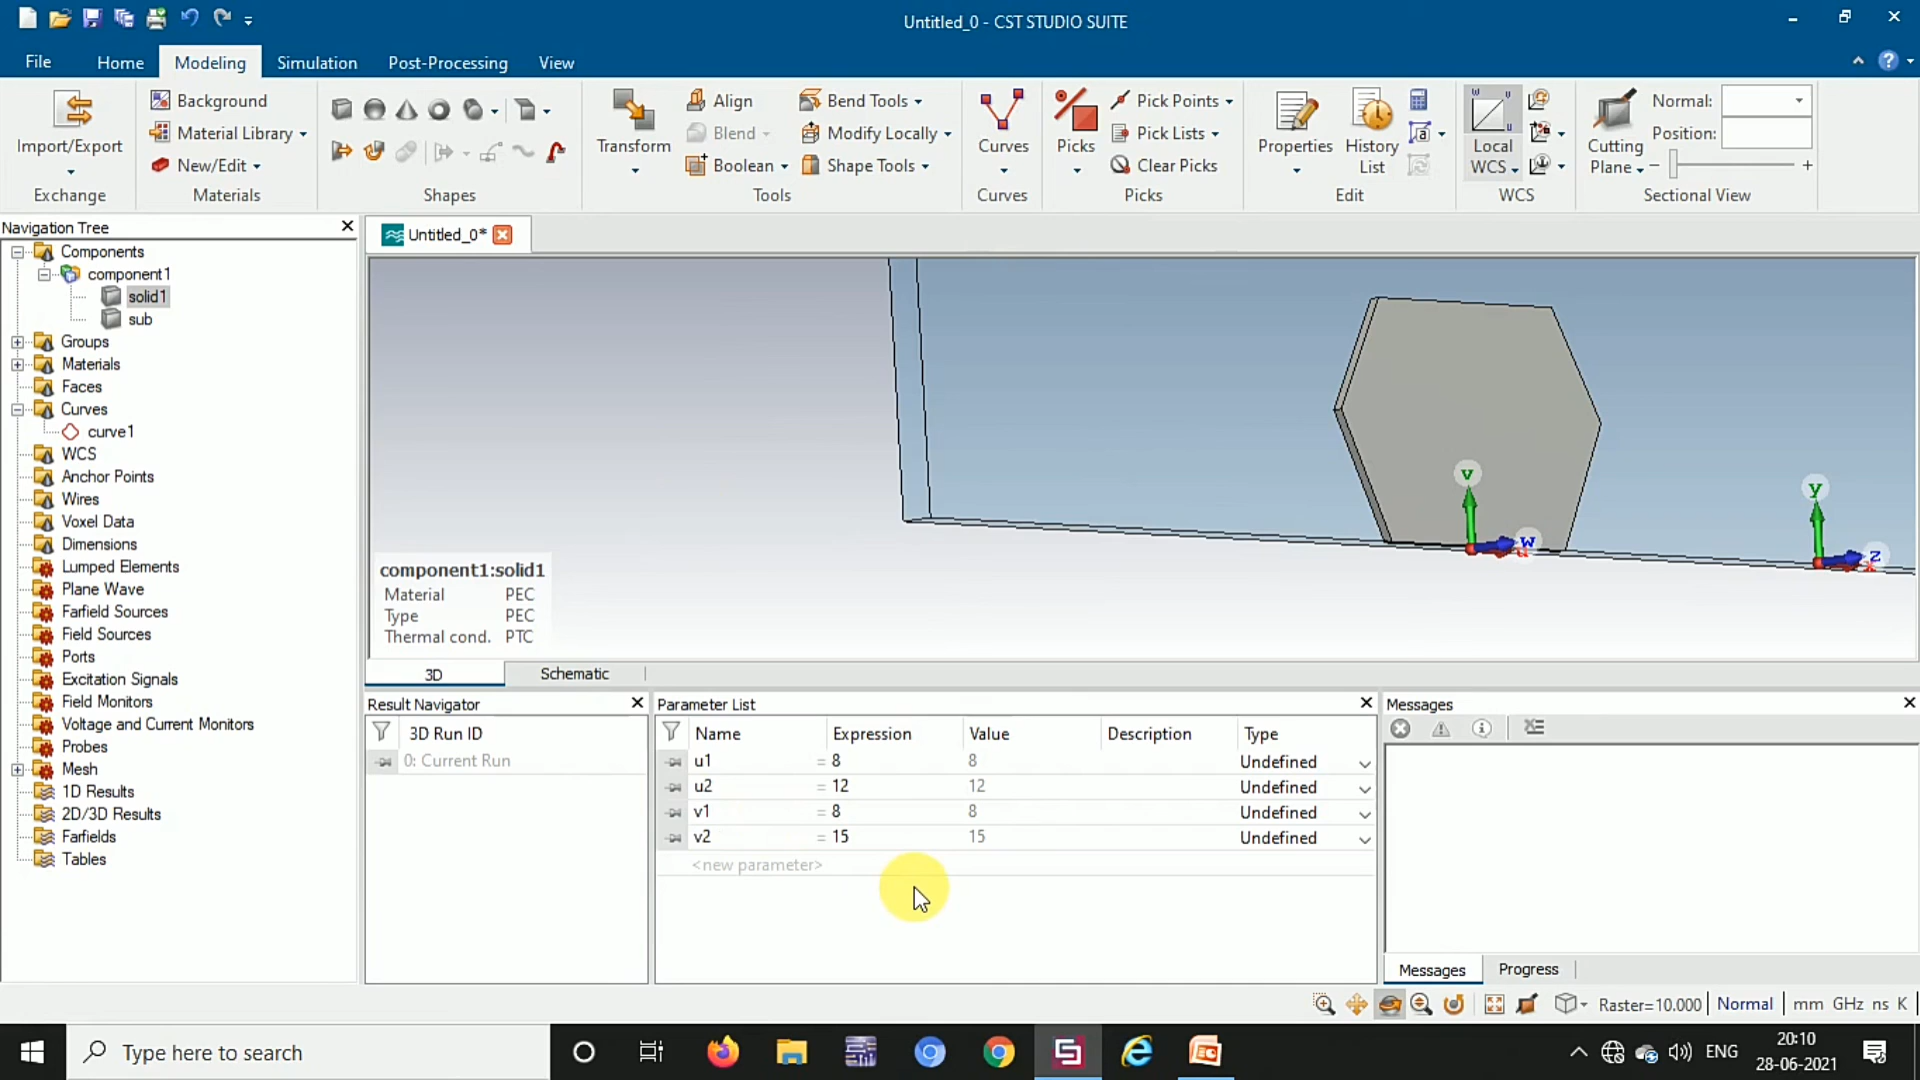 Untitled_0 - CST STUDIO SUITE
File Home Modeling Simulation Post-Processing View
Import/Export
Exchange
Background
Material Library
New/Edit
Materials
Shapes
Transform
Align
Blend
Boolean
Bend Tools
Modify Locally
Shape Tools
Tools
Curves
Curves
Picks
Pick Points
Pick Lists
Clear Picks
Picks
Properties
History
List
Edit
Local
WCS
WCS
Cutting
Plane
Normal:
Position:
Sectional View
Navigation Tree
Components
component1
solid1
sub
Groups
Materials
Faces
Curves
curve1
WCS
Anchor Points
Wires
Voxel Data
Dimensions
Lumped Elements
Plane Wave
Farfield Sources
Field Sources
Ports
Excitation Signals
Field Monitors
Voltage and Current Monitors
Probes
Mesh
1D Results
2D/3D Results
Farfields
Tables
Untitled_0*
v
w
y
z
component1:solid1
Material PEC
Type PEC
Thermal cond. PTC
3D Schematic
Result Navigator
3D Run ID
0: Current Run
Parameter List
Name Expression Value Description Type
u1 = 8 8 Undefined
u2 = 12 12 Undefined
v1 = 8 8 Undefined
v2 = 15 15 Undefined
<new parameter>
Messages
Messages Progress
Raster=10.000 Normal mm GHz ns K
Type here to search
ENG
20:10
28-06-2021